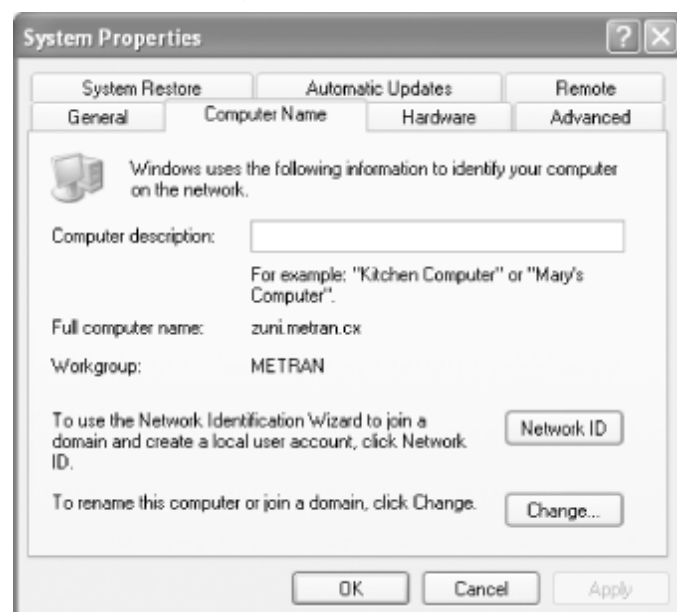 System Properties
System Restore Automatic Updates Remote
General Computer Name Hardware Advanced
Windows uses the following information to identify your computer
on the network.
Computer description:
For example: "Kitchen Computer" or "Mary's
Computer".
Full computer name: zuni.metran.cx
Workgroup: METRAN
To use the Network Identification Wizard to join a
domain and create a local user account, click Network
ID.
Network ID
To rename this computer or join a domain, click Change.
Change...
OK Cancel Apply